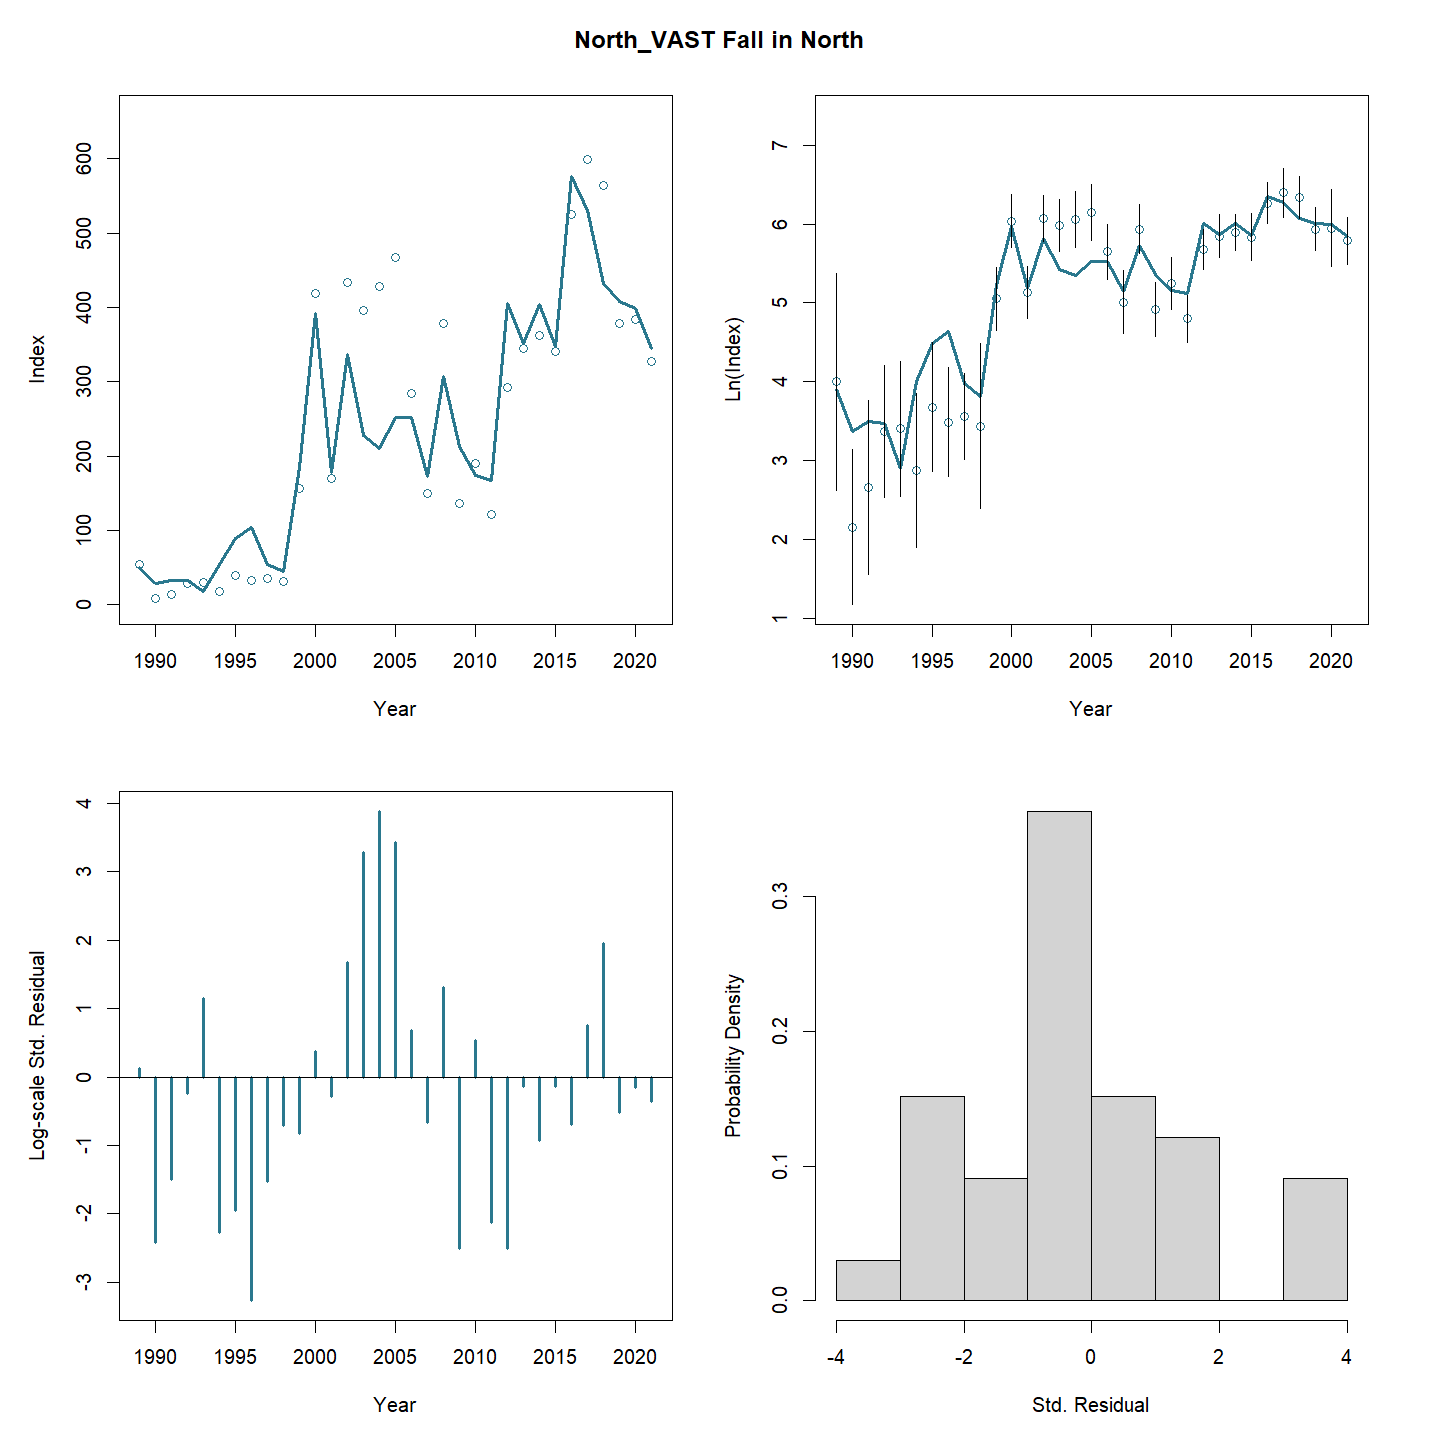 North_VAST Fall in North
Index
0 100 200 300 400 500 600
1990 1995 2000 2005 2010 2015 2020
Year
Ln(Index)
1 2 3 4 5 6 7
1990 1995 2000 2005 2010 2015 2020
Year
Log-scale Std. Residual
-3 -2 -1 0 1 2 3 4
1990 1995 2000 2005 2010 2015 2020
Year
Probability Density
0.0 0.1 0.2 0.3
-4 -2 0 2 4
Std. Residual